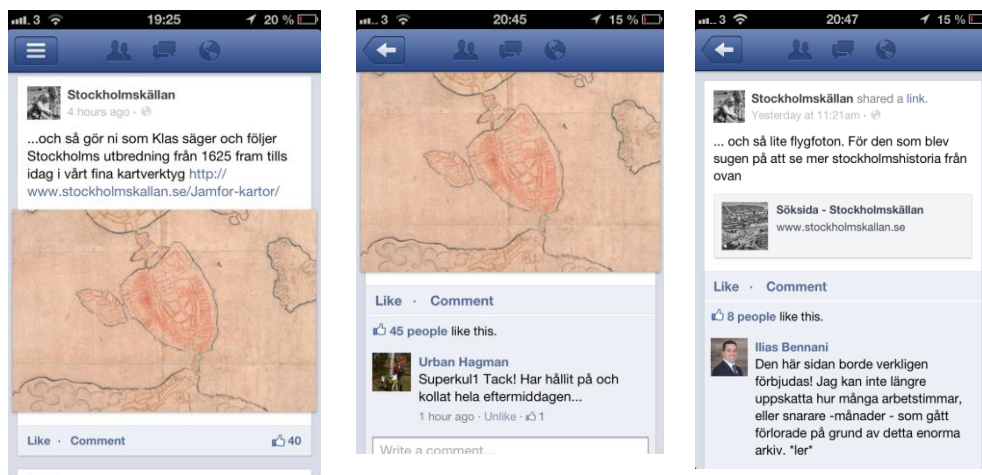 3 19:25 20 %
Stockholmskällan
4 hours ago ·
...och så gör ni som Klas säger och följer
Stockholms utbredning från 1625 fram tills
idag i vårt fina kartverktyg http://
www.stockholmskallan.se/Jamfor-kartor/
Like · Comment 40
3 20:45 15 %
Like · Comment
45 people like this.
Urban Hagman
Superkul1 Tack! Har hållit på och
kollat hela eftermiddagen...
1 hour ago · Unlike · 1
Write a comment...
3 20:47 15 %
Stockholmskällan shared a link.
Yesterday at 11:21am ·
... och så lite flygfoton. För den som blev
sugen på att se mer stockholmshistoria från
ovan
Söksida - Stockholmskällan
www.stockholmskallan.se
Like · Comment
8 people like this.
Ilias Bennani
Den här sidan borde verkligen
förbjudas! Jag kan inte längre
uppskatta hur många arbetstimmar,
eller snarare -månader - som gått
förlorade på grund av detta enorma
arkiv. *ler*